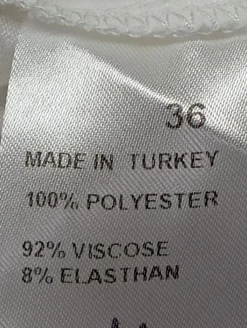 36
MADE IN TURKEY
100% POLYESTER
92% VISCOSE
8% ELASTHAN